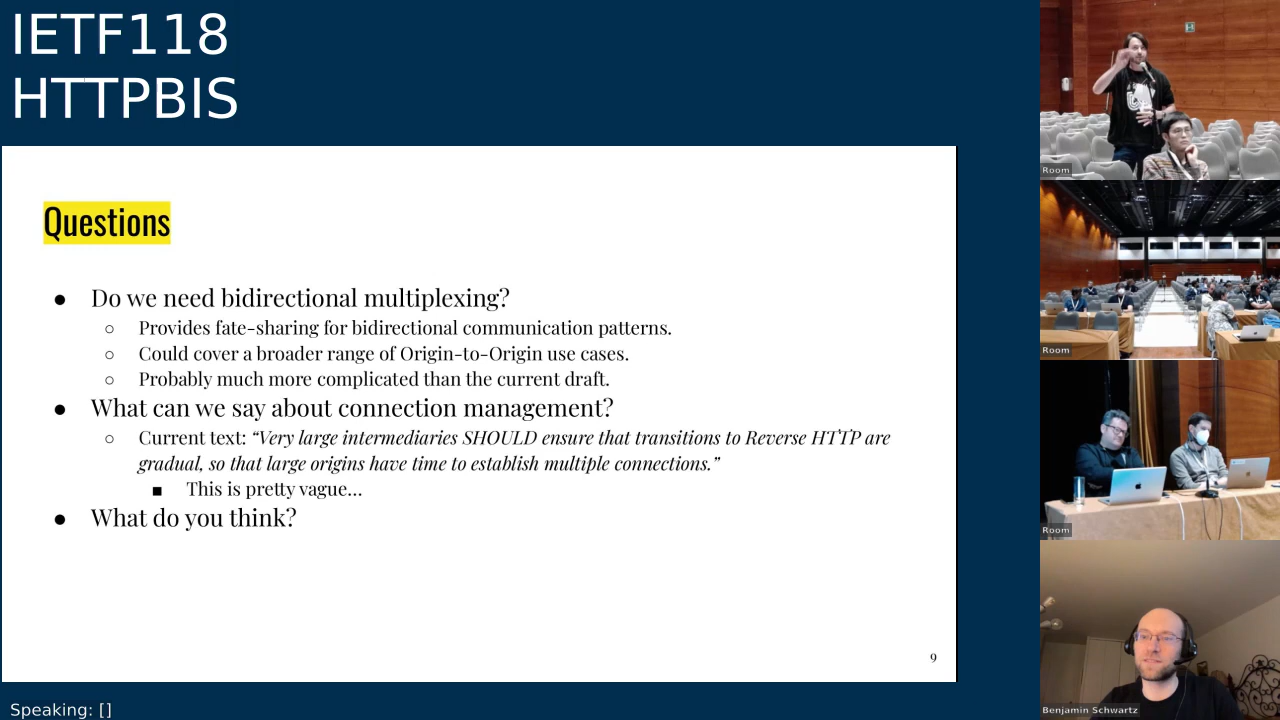 IETF118
HTTPBIS
Questions
● Do we need bidirectional multiplexing?
○ Provides fate-sharing for bidirectional communication patterns.
○ Could cover a broader range of Origin-to-Origin use cases.
○ Probably much more complicated than the current draft.
● What can we say about connection management?
○ Current text: “Very large intermediaries SHOULD ensure that transitions to Reverse HTTP are
gradual, so that large origins have time to establish multiple connections.”
■ This is pretty vague...
● What do you think?
9
Speaking: []
Room
Room
Room
Benjamin Schwartz